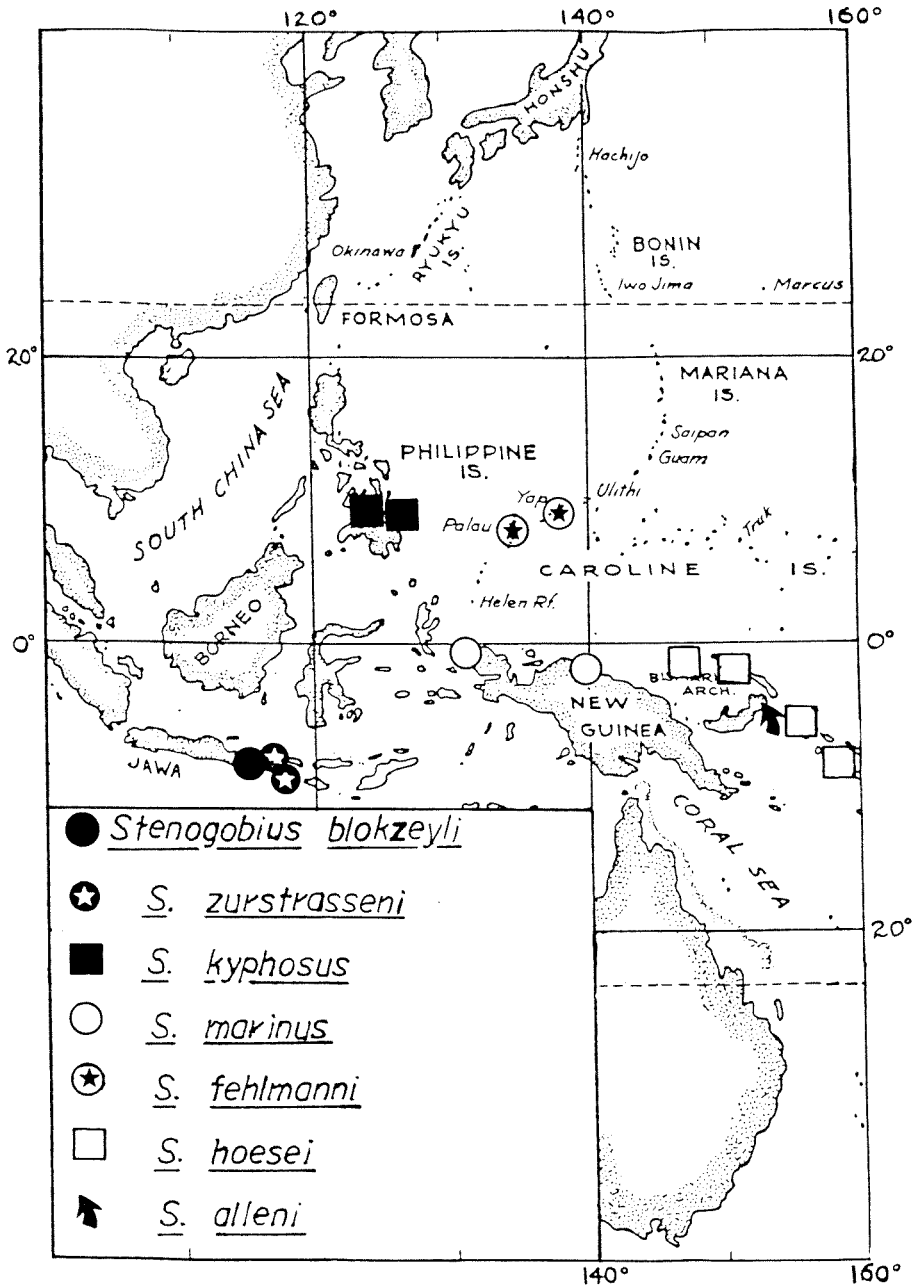 120°
140°
160°
HONSHU
Hachijo
Okinawa
RYUKYU
IS.
BONIN
IS.
Iwo Jima
Marcus
FORMOSA
20°
20°
MARIANA
IS.
SOUTH CHINA SEA
Saipan
Guam
PHILIPPINE
IS.
Ulithi
Yap
Palau
Truk
CAROLINE IS.
Helen Rf.
BORNEO
0°
0°
ARCH.
NEW
GUINEA
JAWA
CORAL SEA
20°
Stenogobius blokzeyli
S. zurstrasseni
S. kyphosus
S. marinus
S. fehlmanni
S. hoesei
S. alleni
140°
160°